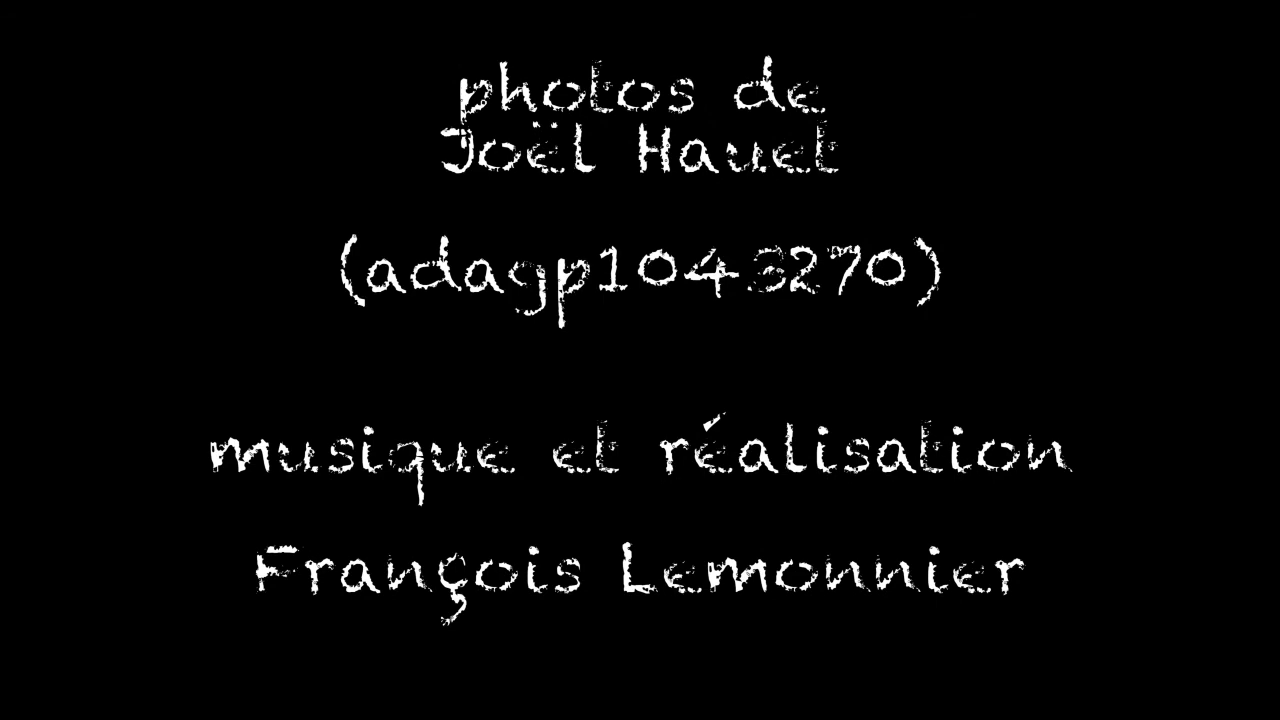 photos de
Joël Hauet
(adagp1043270)
musique et réalisation
François Lemonnier